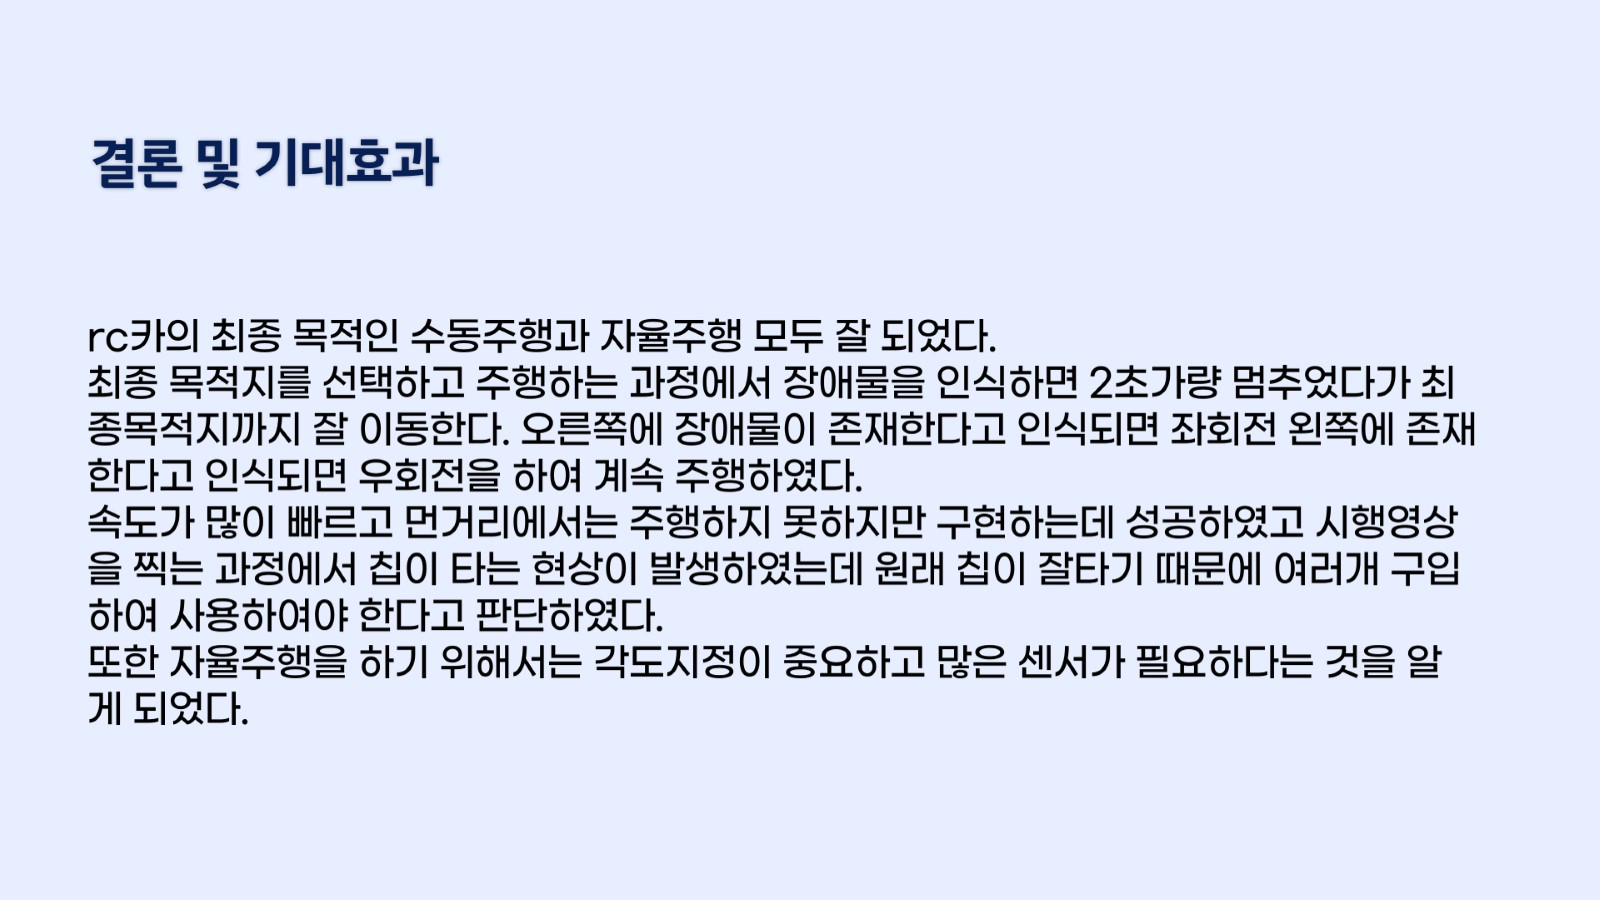 결론 및 기대효과
rc카의 최종 목적인 수동주행과 자율주행 모두 잘 되었다.
최종 목적지를 선택하고 주행하는 과정에서 장애물을 인식하면 2초가량 멈추었다가 최
종목적지까지 잘 이동한다. 오른쪽에 장애물이 존재한다고 인식되면 좌회전 왼쪽에 존재
한다고 인식되면 우회전을 하여 계속 주행하였다.
속도가 많이 빠르고 먼거리에서는 주행하지 못하지만 구현하는데 성공하였고 시행영상
을 찍는 과정에서 칩이 타는 현상이 발생하였는데 원래 칩이 잘타기 때문에 여러개 구입
하여 사용하여야 한다고 판단하였다.
또한 자율주행을 하기 위해서는 각도지정이 중요하고 많은 센서가 필요하다는 것을 알
게 되었다.